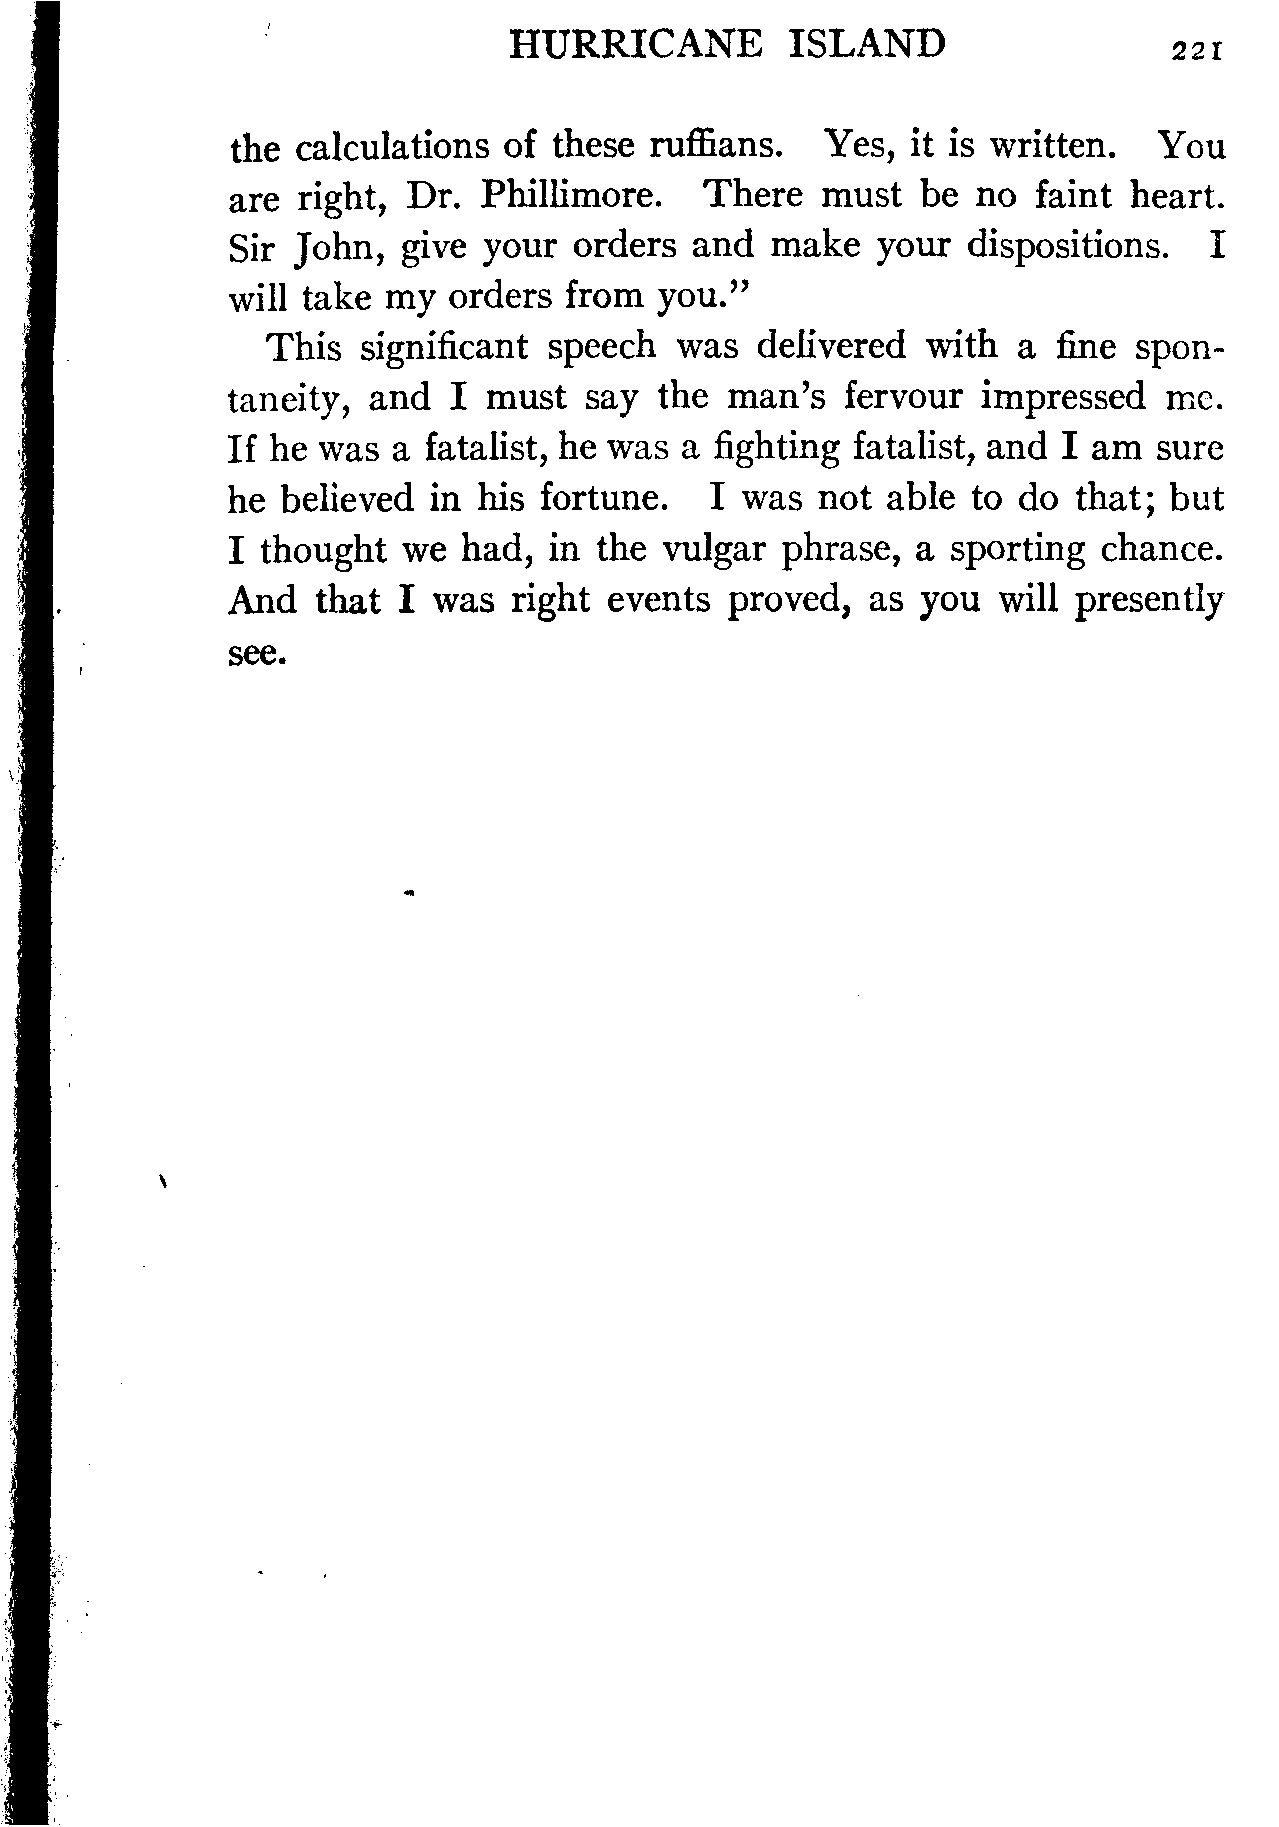 HURRICANE ISLAND 221
the calculations of these ruffians. Yes, it is written. You
are right, Dr. Phillimore. There must be no faint heart.
Sir John, give your orders and make your dispositions. I
will take my orders from you.”
This significant speech was delivered with a fine spon-
taneity, and I must say the man’s fervour impressed me.
If he was a fatalist, he was a fighting fatalist, and I am sure
he believed in his fortune. I was not able to do that; but
I thought we had, in the vulgar phrase, a sporting chance.
And that I was right events proved, as you will presently
see.